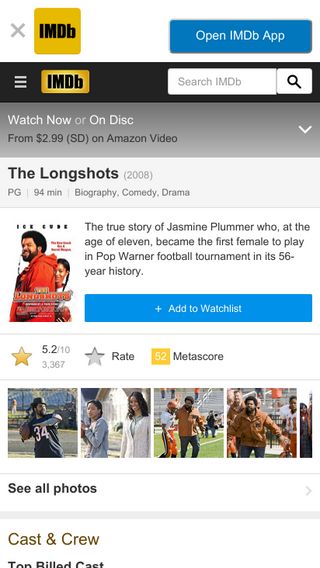 IMDb
Open IMDb App
IMDb
Search IMDb
Watch Now or On Disc
From $2.99 (SD) on Amazon Video
The Longshots (2008)
PG | 94 min | Biography, Comedy, Drama
ICE CUBE
THE
LONGSHOTS
The true story of Jasmine Plummer who, at the
age of eleven, became the first female to play
in Pop Warner football tournament in its 56-
year history.
+ Add to Watchlist
5.2/10
3,367
Rate
52 Metascore
34
See all photos
Cast & Crew
Top Billed Cast